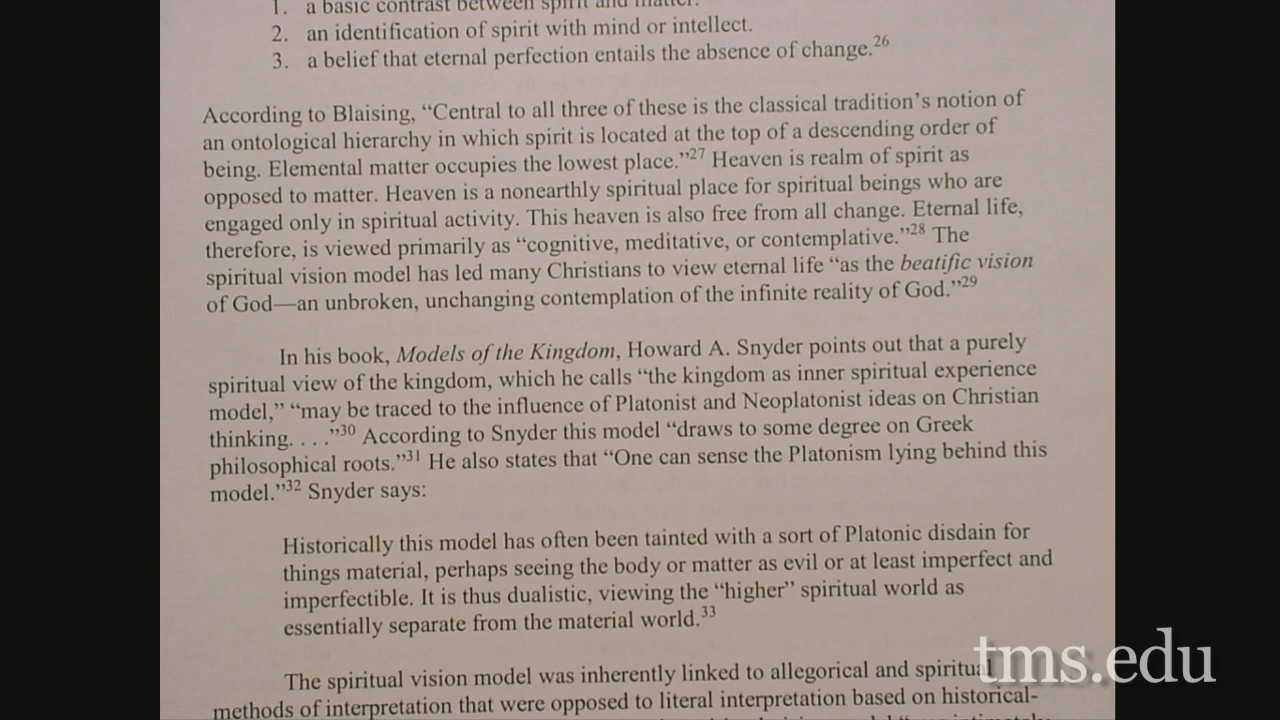 1. a basic contrast between spirit and matter.
2. an identification of spirit with mind or intellect.
3. a belief that eternal perfection entails the absence of change.26
According to Blaising, “Central to all three of these is the classical tradition’s notion of
an ontological hierarchy in which spirit is located at the top of a descending order of
being. Elemental matter occupies the lowest place.”27 Heaven is realm of spirit as
opposed to matter. Heaven is a nonearthly spiritual place for spiritual beings who are
engaged only in spiritual activity. This heaven is also free from all change. Eternal life,
therefore, is viewed primarily as “cognitive, meditative, or contemplative.”28 The
spiritual vision model has led many Christians to view eternal life “as the beatific vision
of God—an unbroken, unchanging contemplation of the infinite reality of God.”29
In his book, Models of the Kingdom, Howard A. Snyder points out that a purely
spiritual view of the kingdom, which he calls “the kingdom as inner spiritual experience
model,” “may be traced to the influence of Platonist and Neoplatonist ideas on Christian
thinking. . . .”30 According to Snyder this model “draws to some degree on Greek
philosophical roots.”31 He also states that “One can sense the Platonism lying behind this
model.”32 Snyder says:
Historically this model has often been tainted with a sort of Platonic disdain for
things material, perhaps seeing the body or matter as evil or at least imperfect and
imperfectible. It is thus dualistic, viewing the “higher” spiritual world as
essentially separate from the material world.33
The spiritual vision model was inherently linked to allegorical and spiritual
methods of interpretation that were opposed to literal interpretation based on historical-
tms.edu